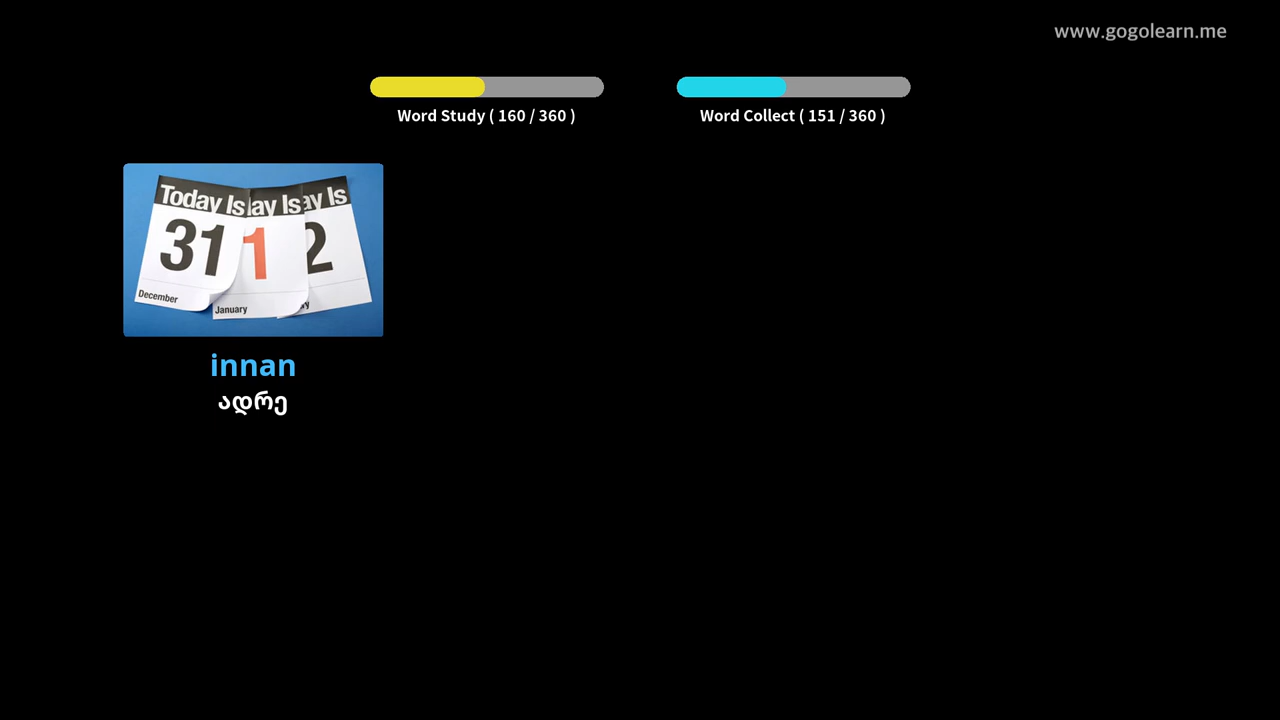 www.gogolearn.me
Word Study ( 160 / 360 )
Word Collect ( 151 / 360 )
Today Is
ay Is
ay Is
31
1
2
December
January
ry
innan
ადრე